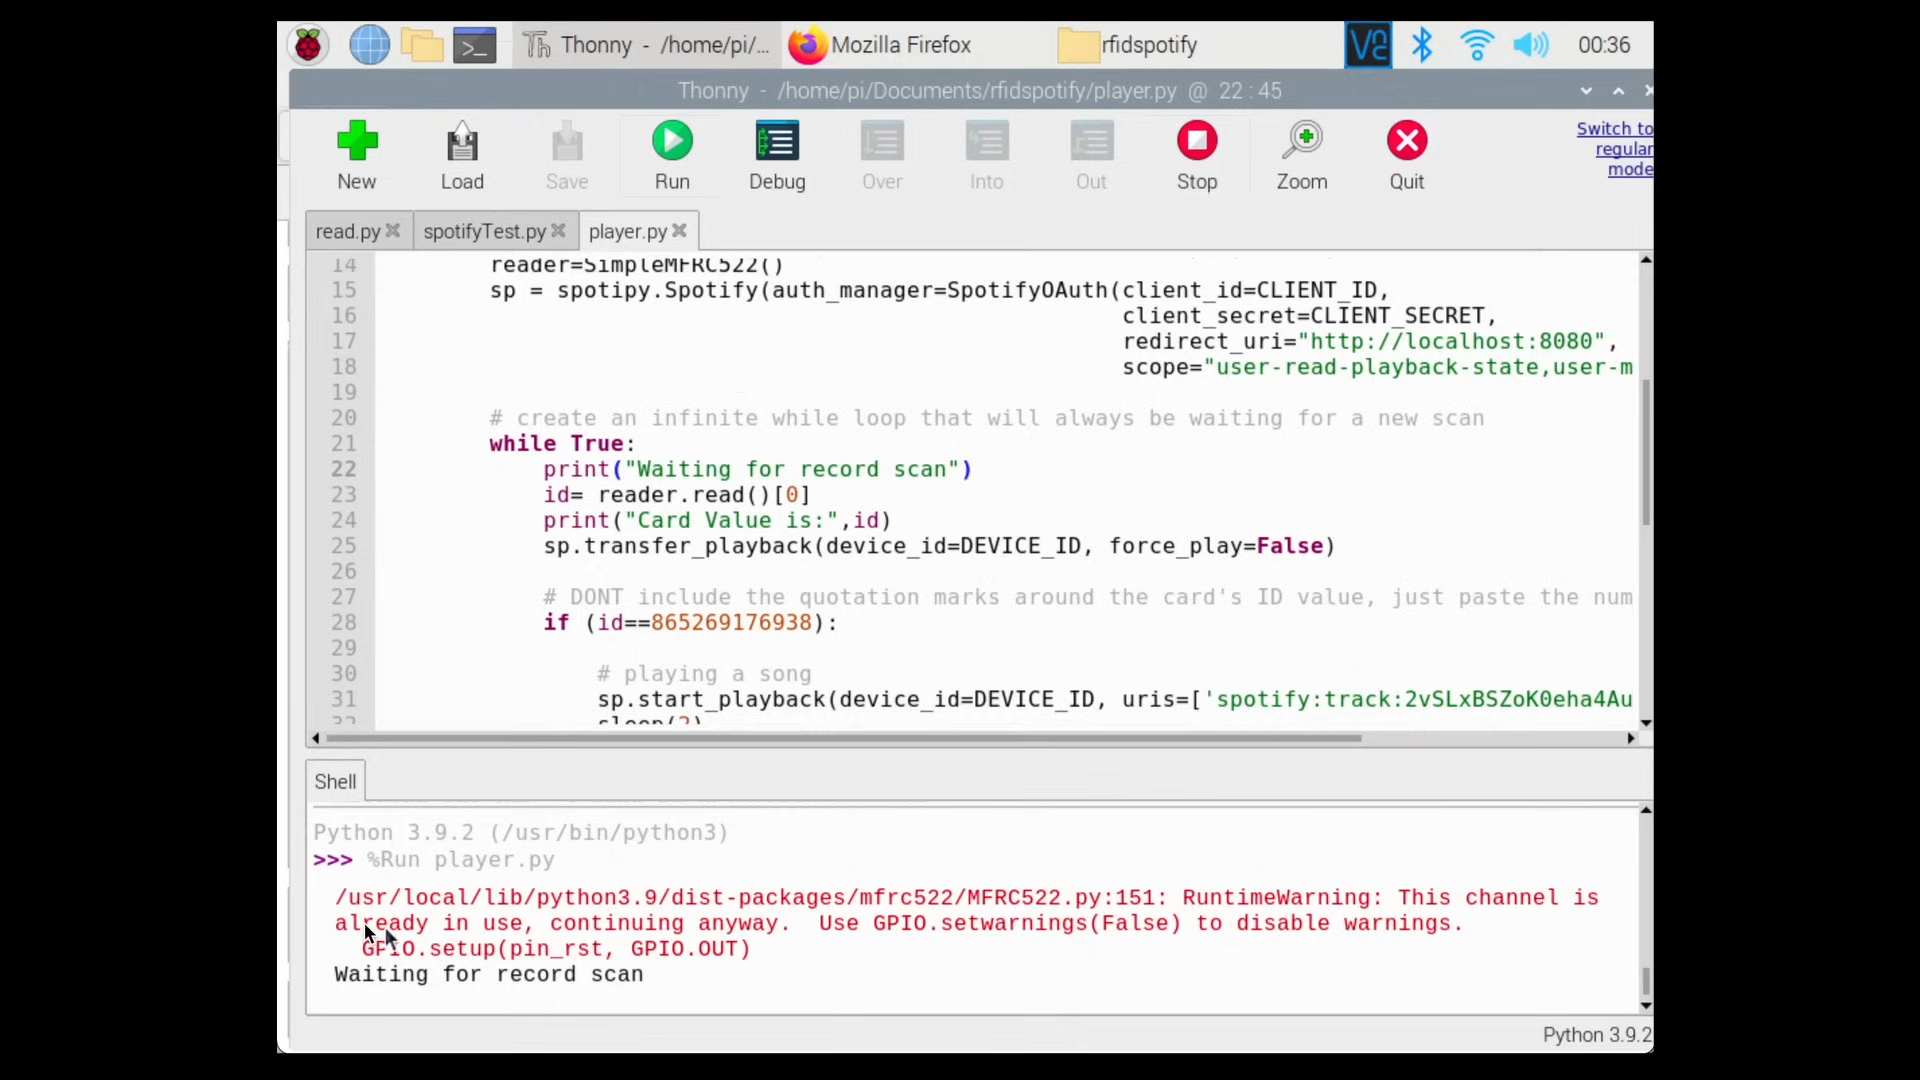 Thonny - /home/pi/...
Mozilla Firefox
rfidspotify
00:36
Thonny - /home/pi/Documents/rfidspotify/player.py @ 22 : 45
New
Load
Save
Run
Debug
Over
Into
Out
Stop
Zoom
Quit
Switch to
regular
mode
read.py
spotifyTest.py
player.py
14 reader=SimpleMFRC522()
15 sp = spotipy.Spotify(auth_manager=SpotifyOAuth(client_id=CLIENT_ID,
16 client_secret=CLIENT_SECRET,
17 redirect_uri="http://localhost:8080",
18 scope="user-read-playback-state,user-m
19
20 # create an infinite while loop that will always be waiting for a new scan
21 while True:
22 print("Waiting for record scan")
23 id= reader.read()[0]
24 print("Card Value is:",id)
25 sp.transfer_playback(device_id=DEVICE_ID, force_play=False)
26
27 # DONT include the quotation marks around the card's ID value, just paste the num
28 if (id==865269176938):
29
30 # playing a song
31 sp.start_playback(device_id=DEVICE_ID, uris=['spotify:track:2vSLxBSZoK0eha4Au
32 sleep(2)
Shell
Python 3.9.2 (/usr/bin/python3)
>>> %Run player.py
/usr/local/lib/python3.9/dist-packages/mfrc522/MFRC522.py:151: RuntimeWarning: This channel is
already in use, continuing anyway.  Use GPIO.setwarnings(False) to disable warnings.
GPIO.setup(pin_rst, GPIO.OUT)
Waiting for record scan
Python 3.9.2